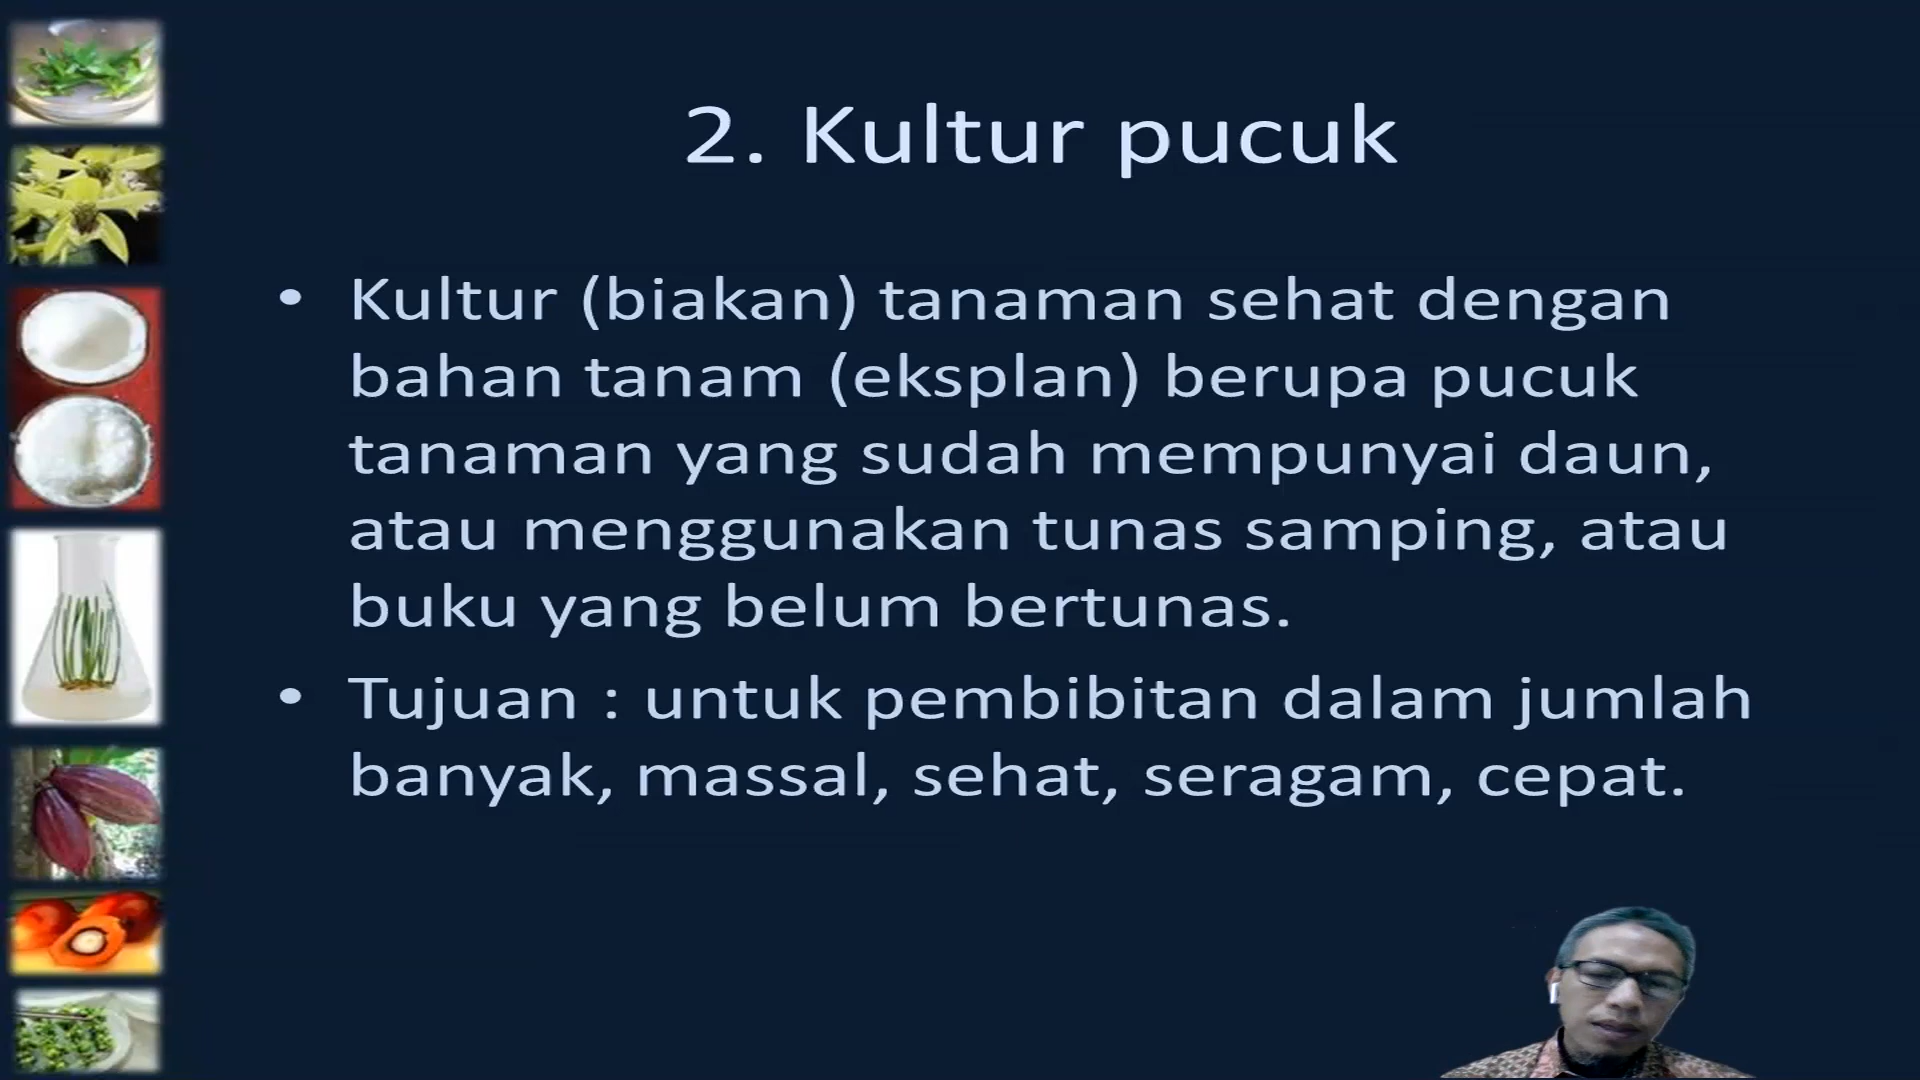 2. Kultur pucuk
• Kultur (biakan) tanaman sehat dengan
bahan tanam (eksplan) berupa pucuk
tanaman yang sudah mempunyai daun,
atau menggunakan tunas samping, atau
buku yang belum bertunas.
• Tujuan : untuk pembibitan dalam jumlah
banyak, massal, sehat, seragam, cepat.